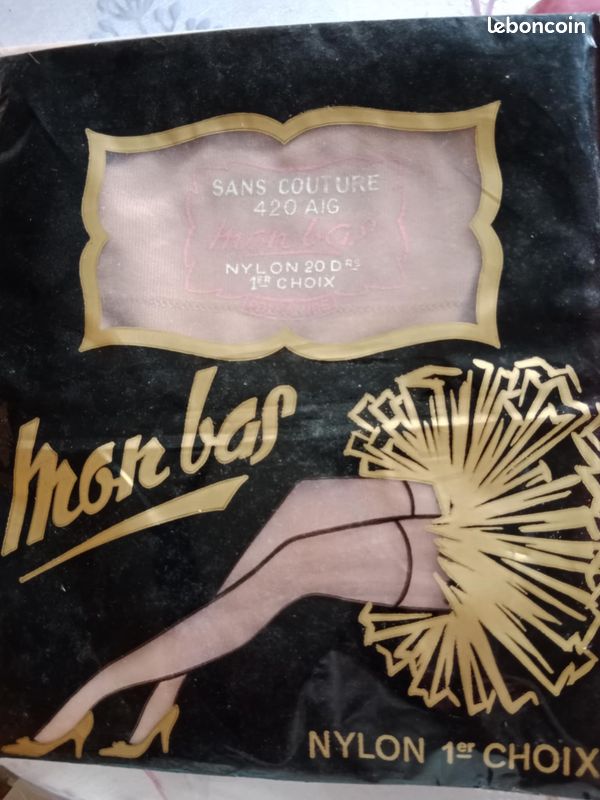 leboncoin
SANS COUTURE
420 AIG
mon bas
NYLON 20 DRS
1ER CHOIX
mon bas
NYLON 1er CHOIX